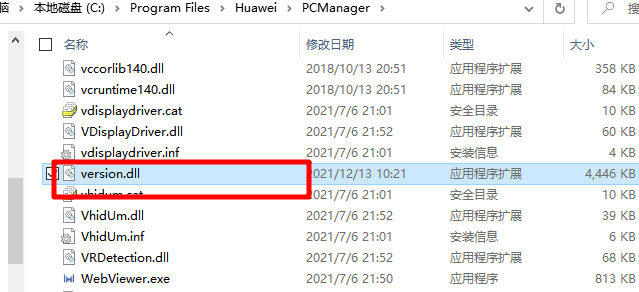 脑 › 本地磁盘 (C:) › Program Files › Huawei › PCManager ›
名称 修改日期 类型 大小
vccorlib140.dll 2018/10/13 20:51 应用程序扩展 358 KB
vcruntime140.dll 2018/10/13 20:51 应用程序扩展 84 KB
vdisplaydriver.cat 2021/7/6 21:01 安全目录 10 KB
VDisplayDriver.dll 2021/7/6 21:52 应用程序扩展 60 KB
vdisplaydriver.inf 2021/7/6 21:01 安装信息 4 KB
version.dll 2021/12/13 10:21 应用程序扩展 4,446 KB
vhidum.cat 2021/7/6 21:01 安全目录 10 KB
VhidUm.dll 2021/7/6 21:52 应用程序扩展 39 KB
VhidUm.inf 2021/7/6 21:01 安装信息 6 KB
VRDetection.dll 2021/7/6 21:52 应用程序扩展 68 KB
WebViewer.exe 2021/7/6 21:50 应用程序 813 KB